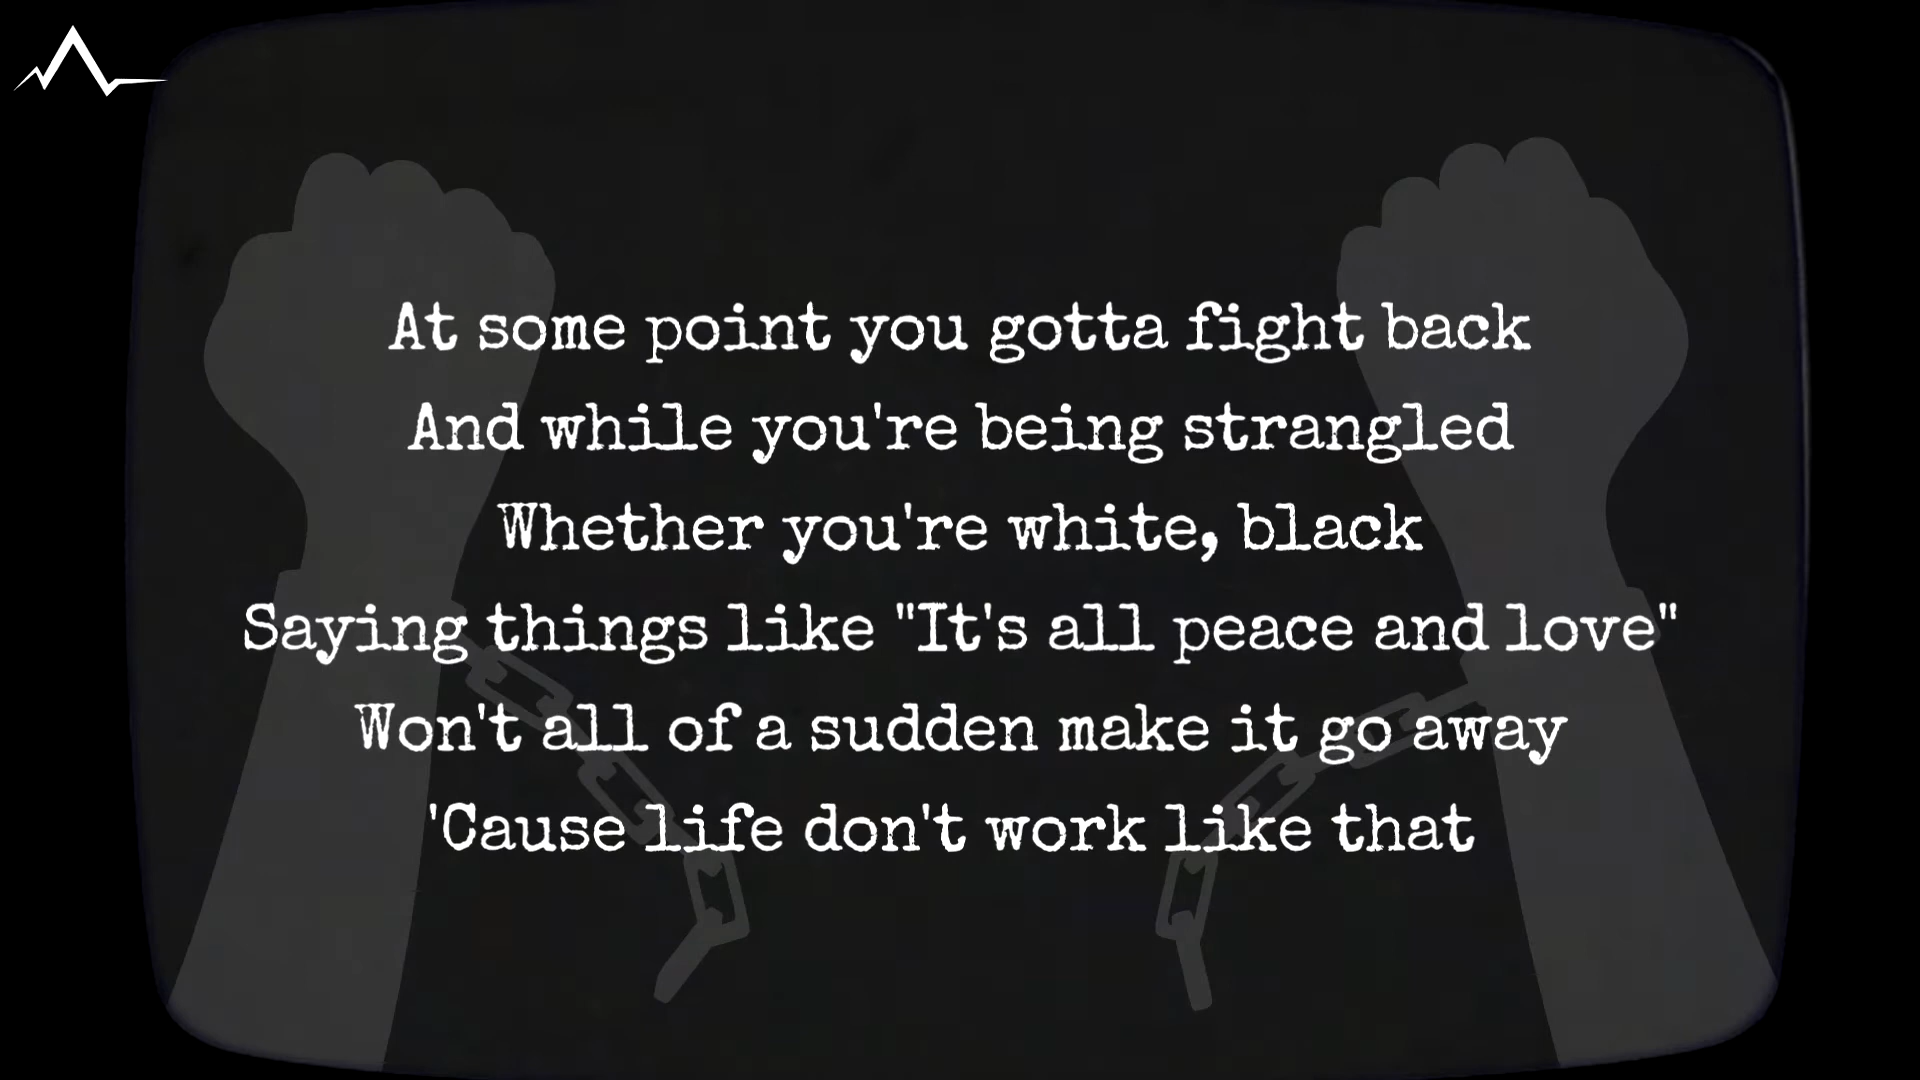 At some point you gotta fight back
And while you're being strangled
Whether you're white, black
Saying things like "It's all peace and love"
Won't all of a sudden make it go away
'Cause life don't work like that